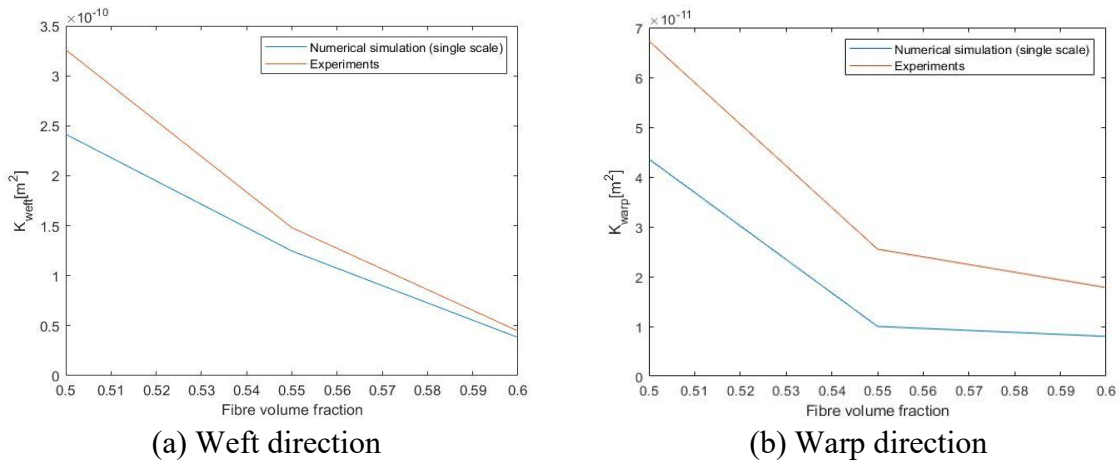 ×10⁻¹⁰
3.5
3
2.5
2
1.5
1
0.5
0
K_weft[m²]
Numerical simulation (single scale)
Experiments
0.5 0.51 0.52 0.53 0.54 0.55 0.56 0.57 0.58 0.59 0.6
Fibre volume fraction
(a) Weft direction
×10⁻¹¹
7
6
5
4
3
2
1
0
K_warp[m²]
Numerical simulation (single scale)
Experiments
0.5 0.51 0.52 0.53 0.54 0.55 0.56 0.57 0.58 0.59 0.6
Fibre volume fraction
(b) Warp direction